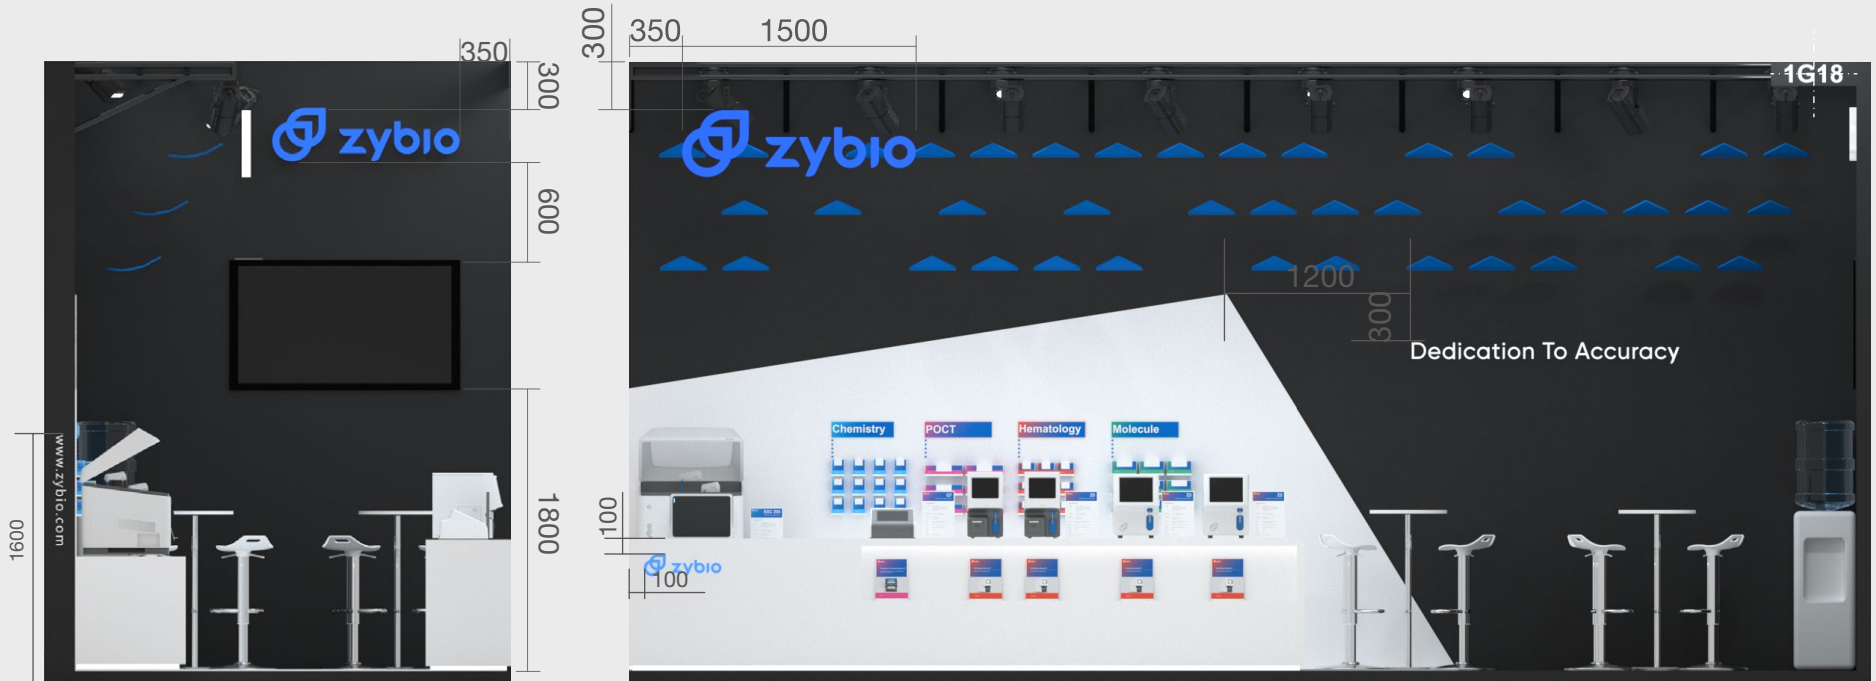 350
300
zybio
600
1800
www.zybio.com
1600
300
350
1500
1G18
zybio
1200
300
Dedication To Accuracy
Chemistry
POCT
Hematology
Molecule
100
zybio
100